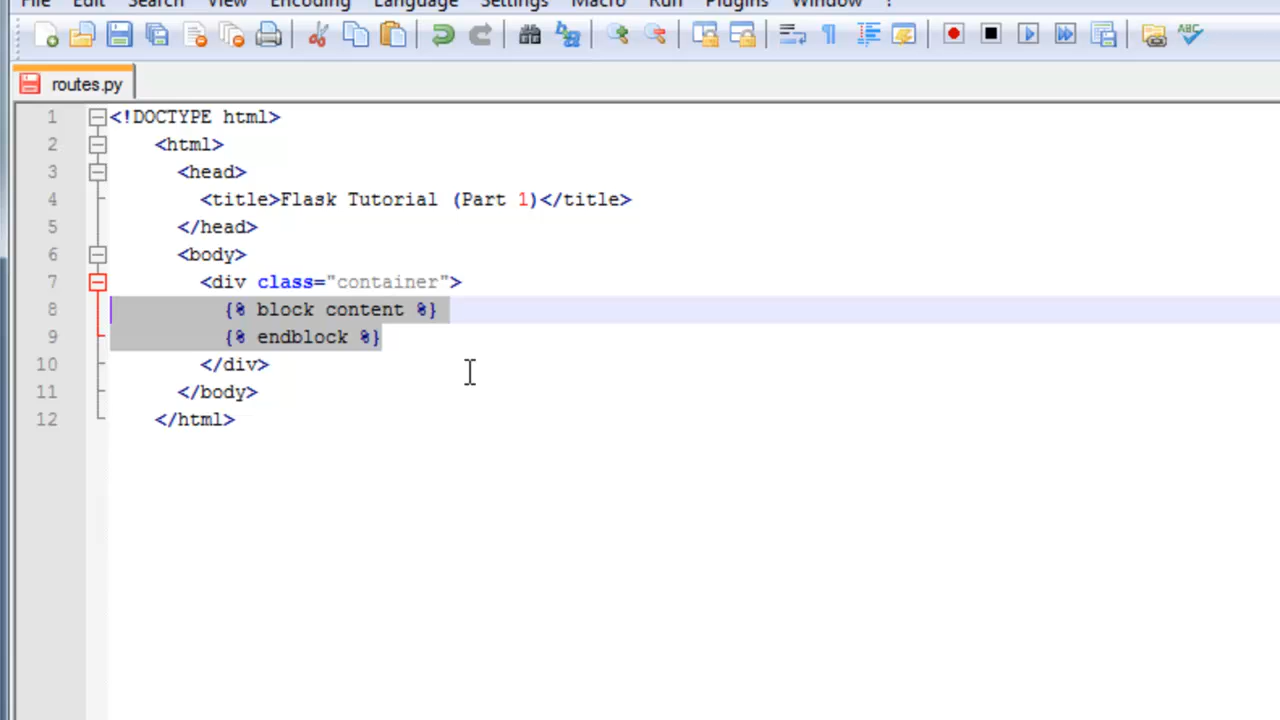 File Edit Search View Encoding Language Settings Macro Run Plugins Window ?
ABC
routes.py
1 <!DOCTYPE html>
2 <html>
3 <head>
4 <title>Flask Tutorial (Part 1)</title>
5 </head>
6 <body>
7 <div class="container">
8 {% block content %}
9 {% endblock %}
10 </div>
11 </body>
12 </html>